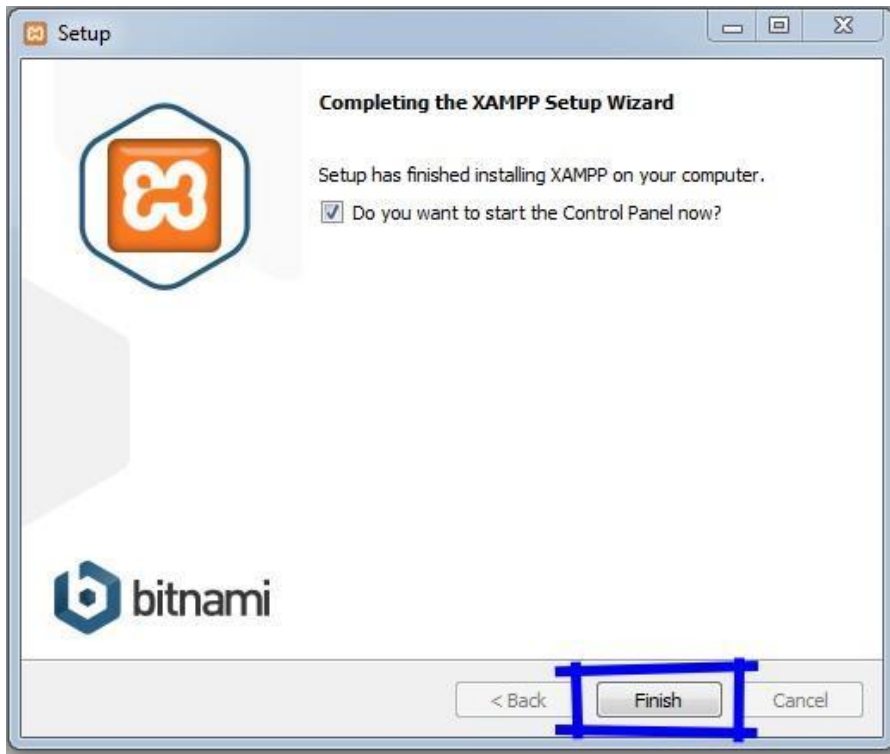 Setup
Completing the XAMPP Setup Wizard
Setup has finished installing XAMPP on your computer.
Do you want to start the Control Panel now?
bitnami
< Back
Finish
Cancel